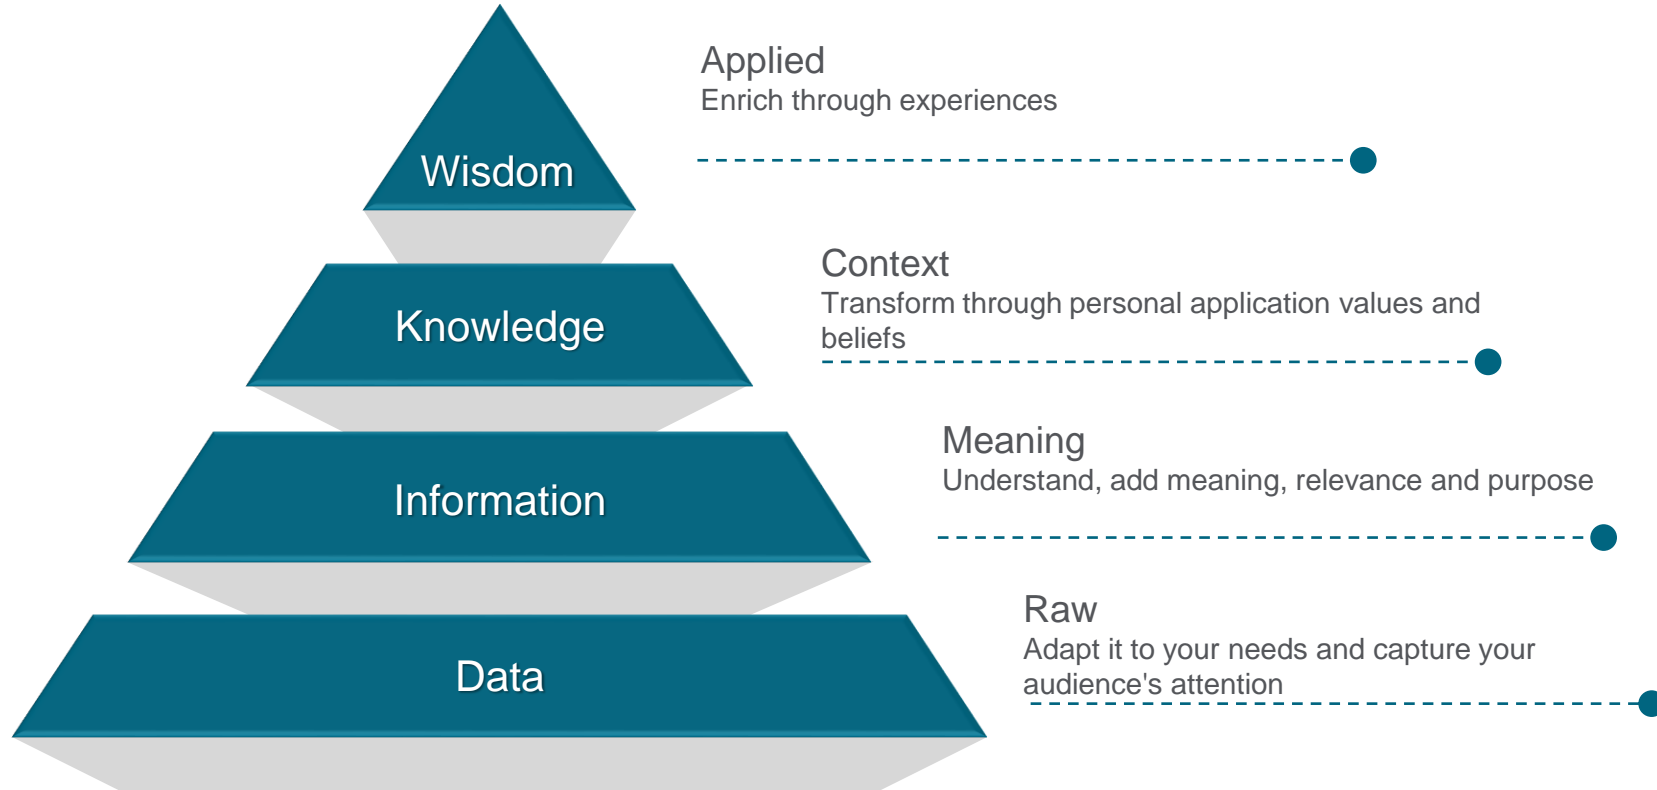 Applied
Enrich through experiences
Wisdom
Context
Transform through personal application values and
beliefs
Knowledge
Meaning
Understand, add meaning, relevance and purpose
Information
Raw
Adapt it to your needs and capture your
audience's attention
Data